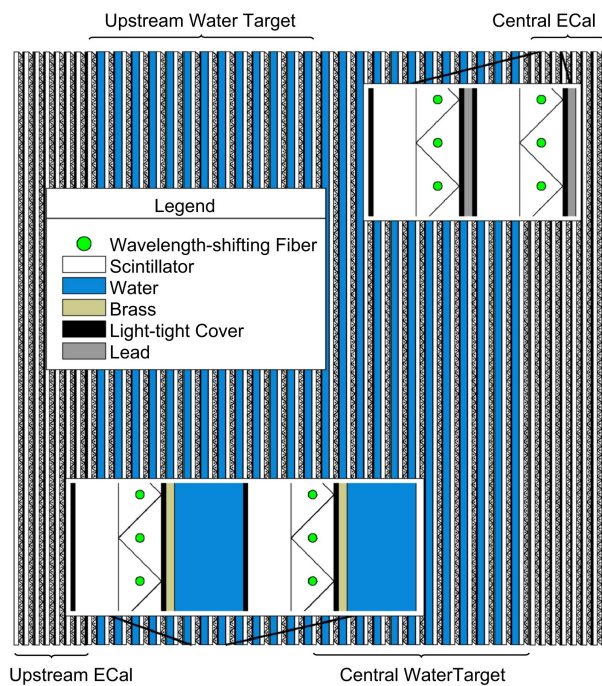 Upstream Water Target
Central ECal
Legend
Wavelength-shifting Fiber
Scintillator
Water
Brass
Light-tight Cover
Lead
Upstream ECal
Central WaterTarget